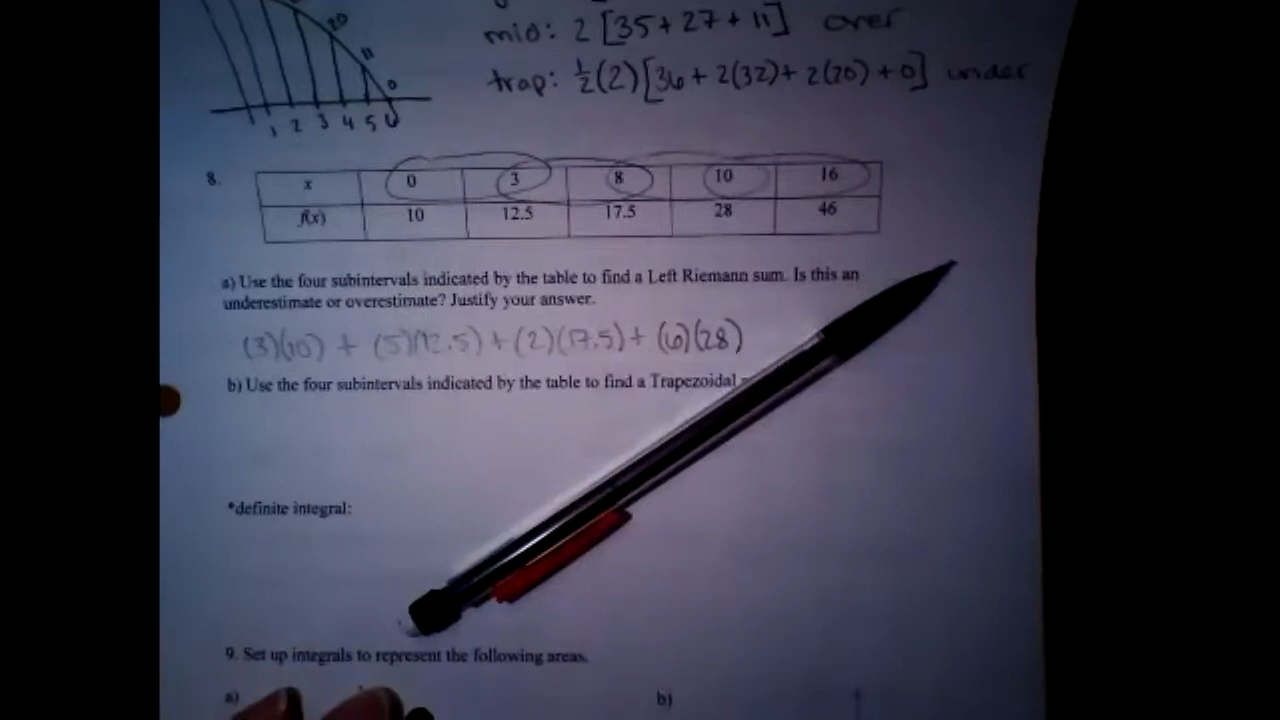 20
11
0
1 2 3 4 5 6
mid: 2 [35 + 27 + 11] over
trap: ½(2)[36 + 2(32) + 2(20) + 0] under
8.
x 0 3 8 10 16
f(x) 10 12.5 17.5 28 46
a) Use the four subintervals indicated by the table to find a Left Riemann sum. Is this an
underestimate or overestimate? Justify your answer.
(3)(10) + (5)(12.5) + (2)(17.5) + (6)(28)
b) Use the four subintervals indicated by the table to find a Trapezoidal
*definite integral:
9. Set up integrals to represent the following areas.
a) b)